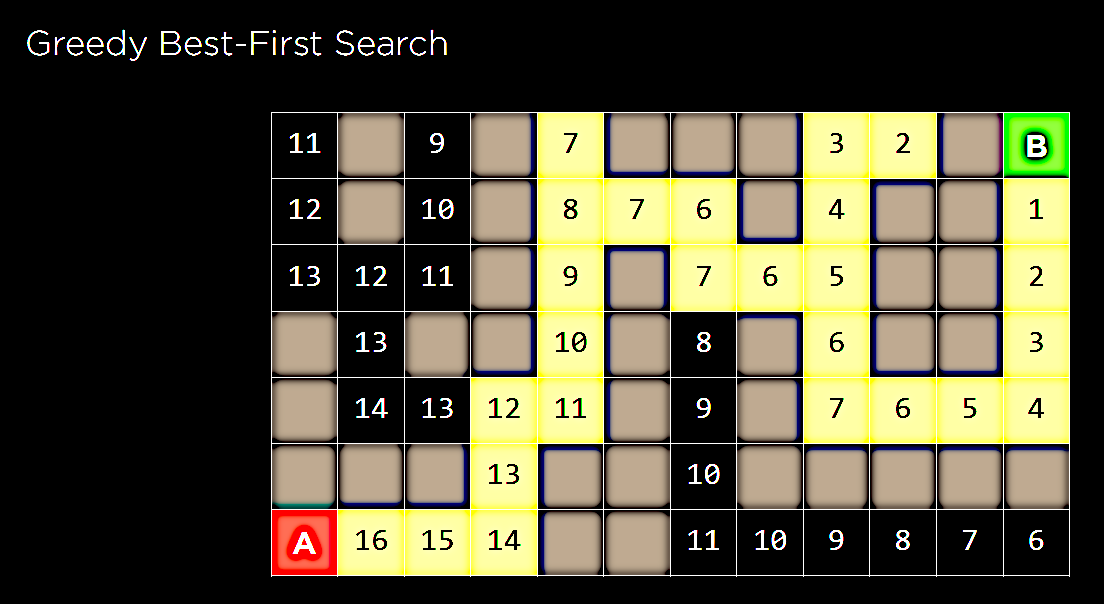 Greedy Best-First Search
11 9 7 3 2 B
12 10 8 7 6 4 1
13 12 11 9 7 6 5 2
13 10 8 6 3
14 13 12 11 9 7 6 5 4
13 10
A 16 15 14 11 10 9 8 7 6